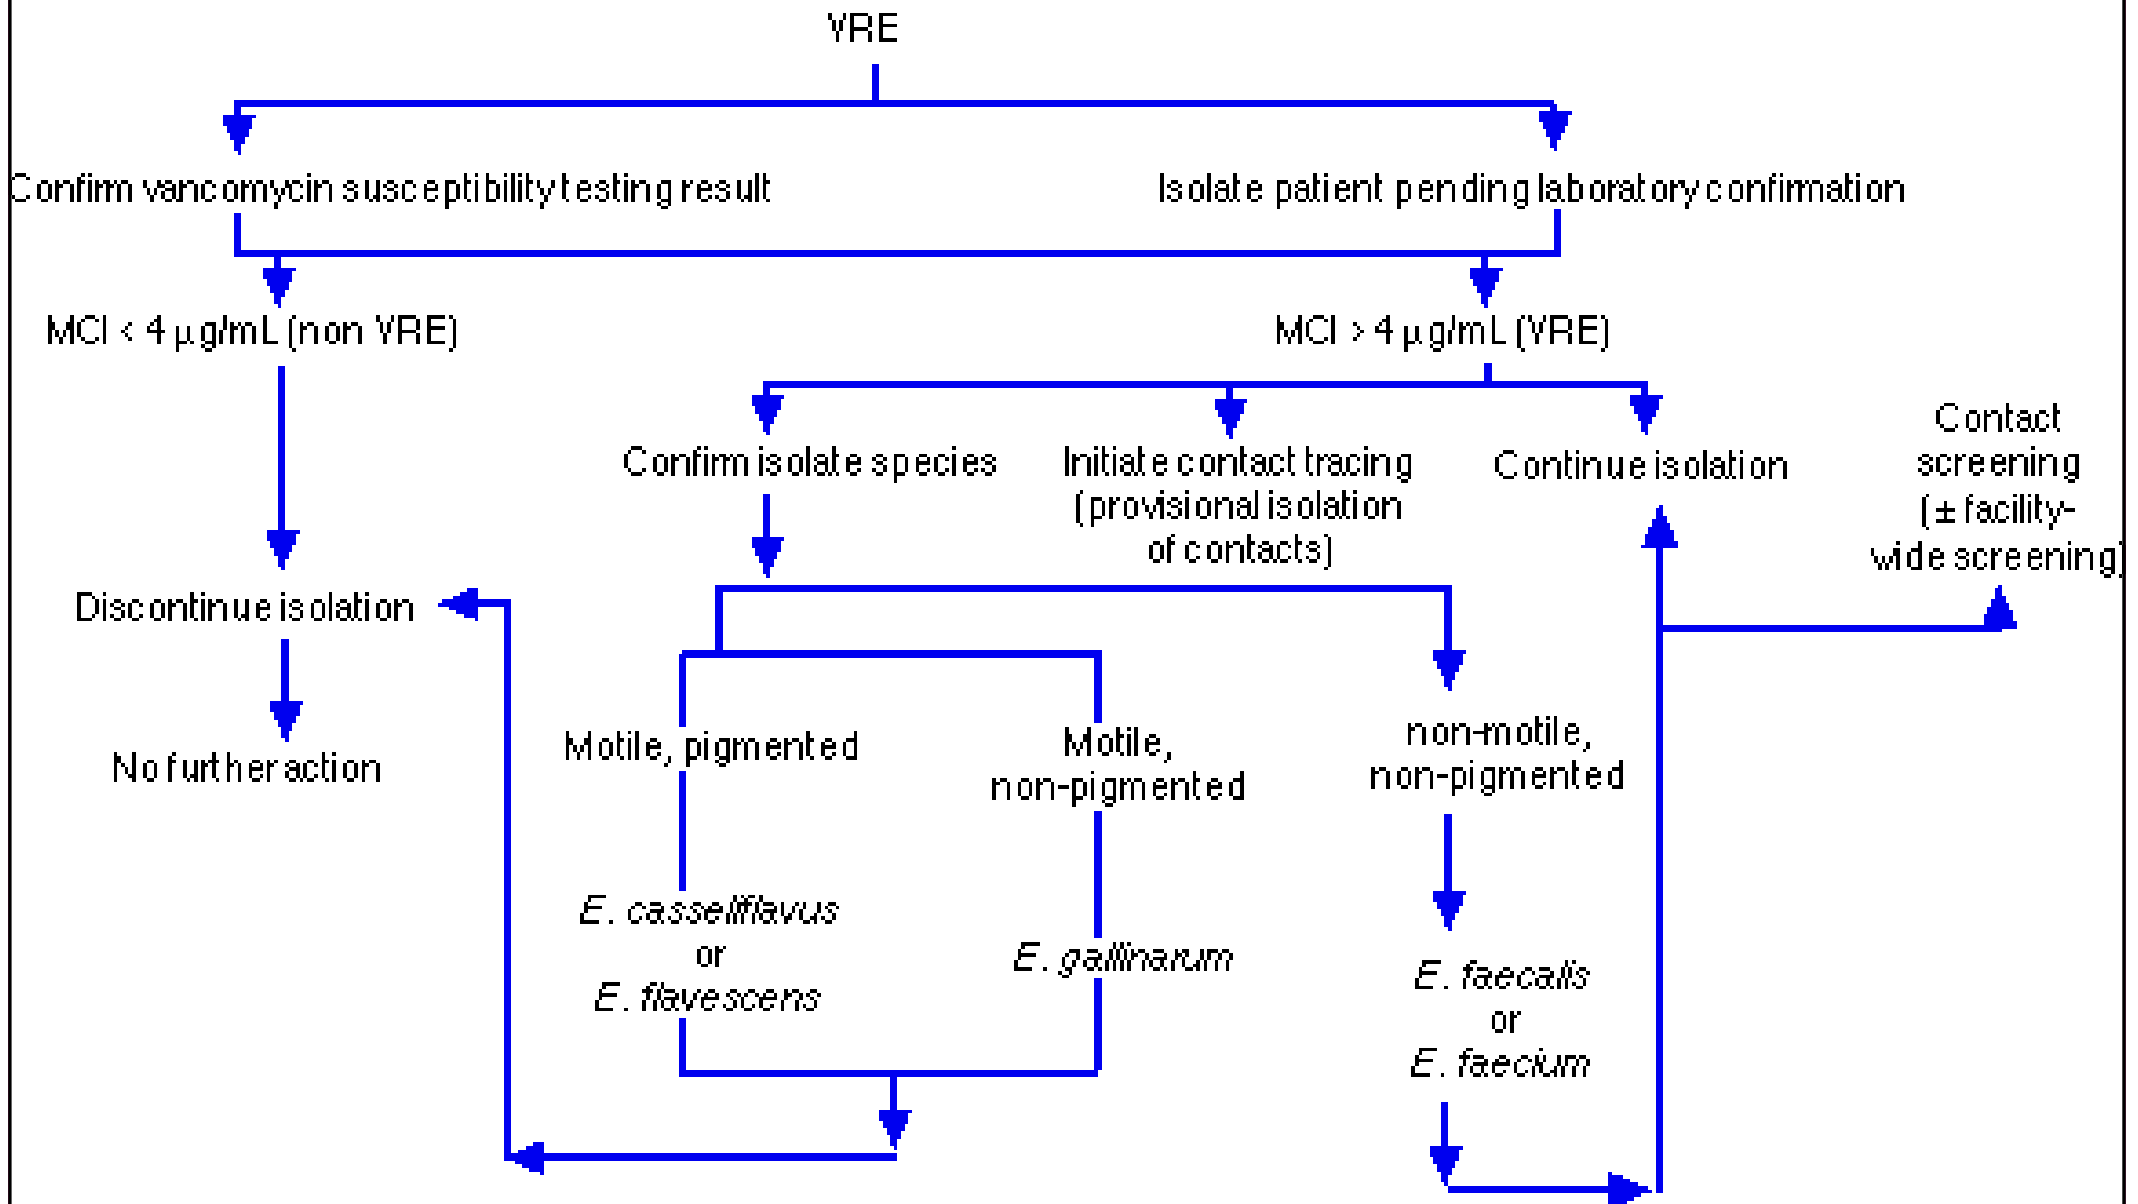 VRE
Confirm vancomycin susceptibility testing result
Isolate patient pending laboratory confirmation
MCI < 4 µg/mL (non VRE)
MCI > 4 µg/mL (VRE)
Confirm isolate species
Initiate contact tracing
(provisional isolation
of contacts)
Continue isolation
Contact
screening
(± facility-
wide screening)
Discontinue isolation
No further action
Motile, pigmented
Motile,
non-pigmented
non-motile,
non-pigmented
E. casseliflavus
or
E. flavescens
E. gallinarum
E. faecalis
or
E. faecium